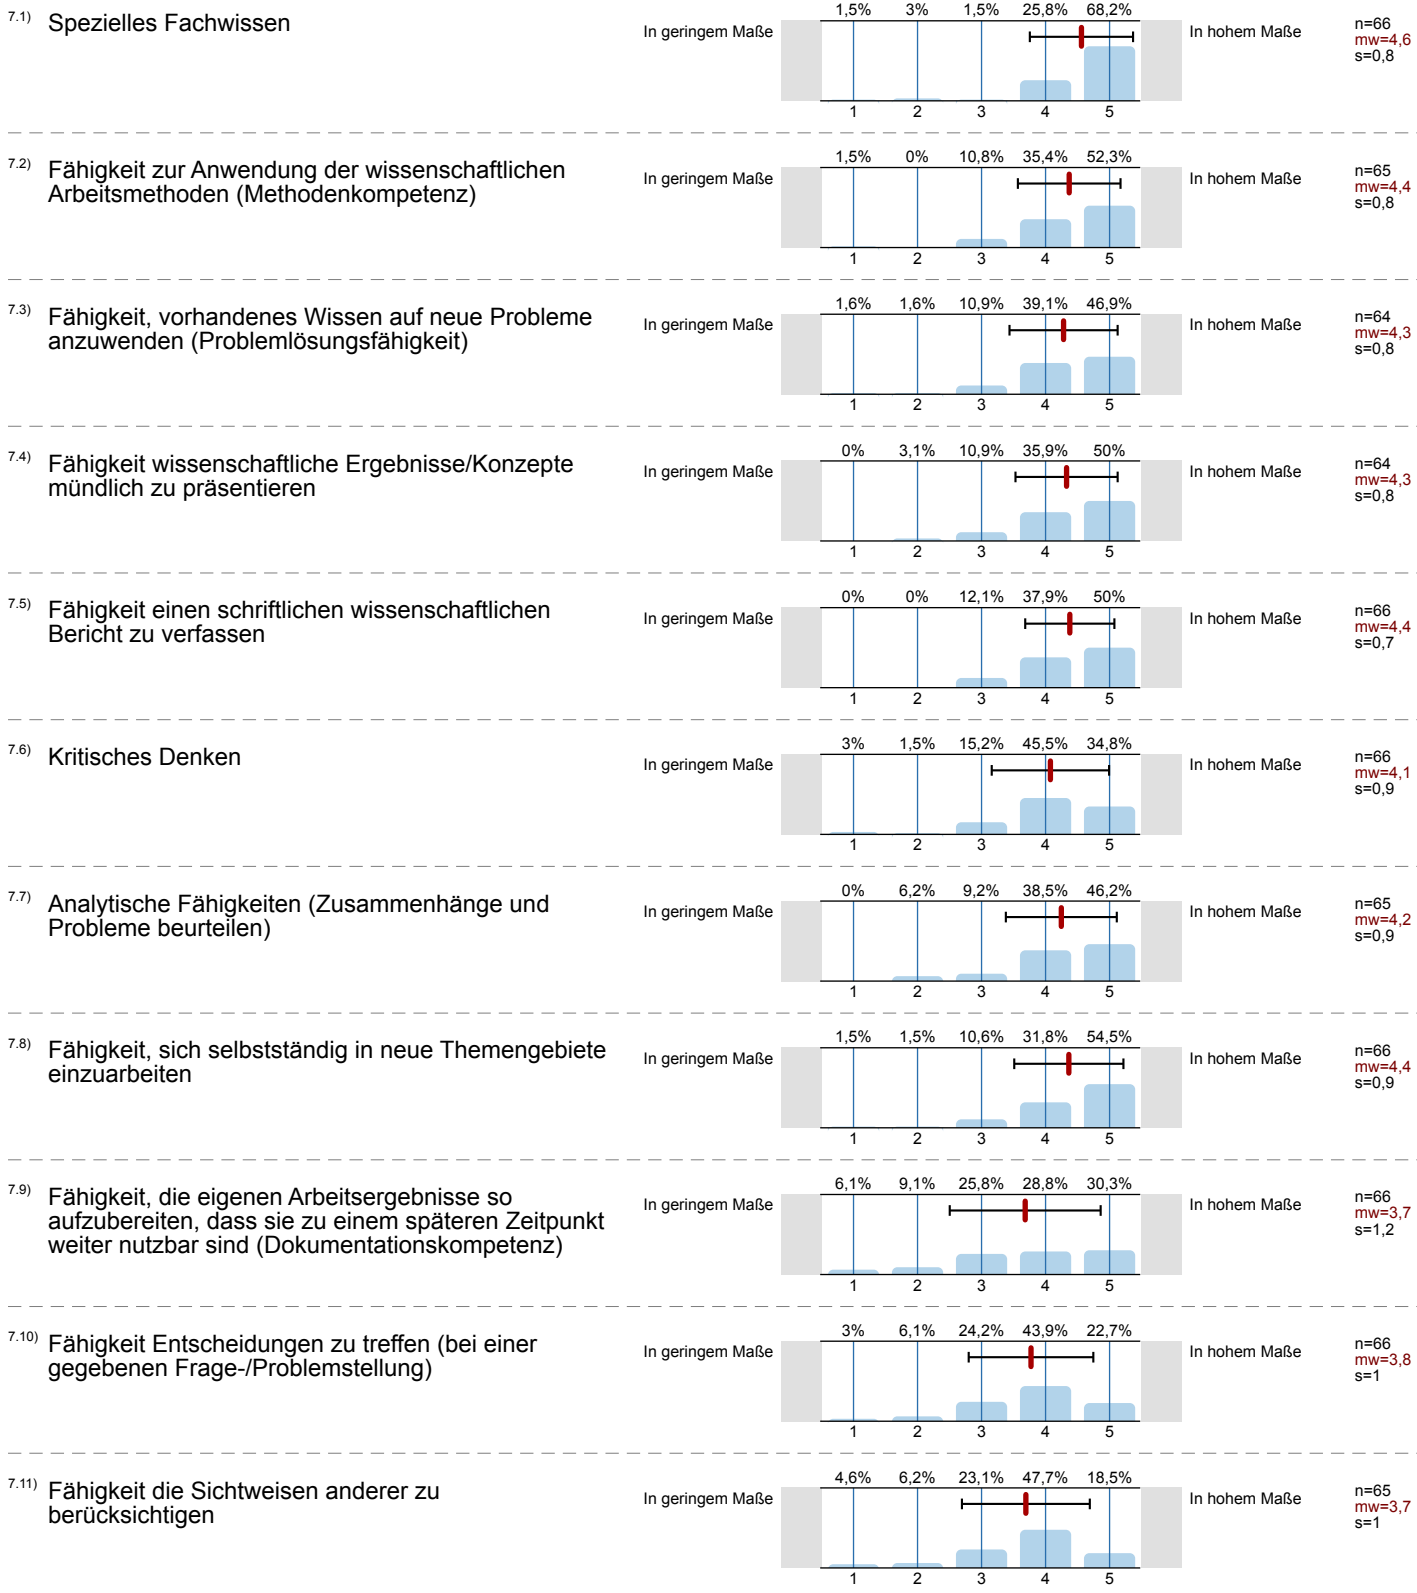 7.1) Spezielles Fachwissen
In geringem Maße
1,5% 3% 1,5% 25,8% 68,2%
1 2 3 4 5
In hohem Maße
n=66
mw=4,6
s=0,8
7.2) Fähigkeit zur Anwendung der wissenschaftlichen
Arbeitsmethoden (Methodenkompetenz)
In geringem Maße
1,5% 0% 10,8% 35,4% 52,3%
1 2 3 4 5
In hohem Maße
n=65
mw=4,4
s=0,8
7.3) Fähigkeit, vorhandenes Wissen auf neue Probleme
anzuwenden (Problemlösungsfähigkeit)
In geringem Maße
1,6% 1,6% 10,9% 39,1% 46,9%
1 2 3 4 5
In hohem Maße
n=64
mw=4,3
s=0,8
7.4) Fähigkeit wissenschaftliche Ergebnisse/Konzepte
mündlich zu präsentieren
In geringem Maße
0% 3,1% 10,9% 35,9% 50%
1 2 3 4 5
In hohem Maße
n=64
mw=4,3
s=0,8
7.5) Fähigkeit einen schriftlichen wissenschaftlichen
Bericht zu verfassen
In geringem Maße
0% 0% 12,1% 37,9% 50%
1 2 3 4 5
In hohem Maße
n=66
mw=4,4
s=0,7
7.6) Kritisches Denken
In geringem Maße
3% 1,5% 15,2% 45,5% 34,8%
1 2 3 4 5
In hohem Maße
n=66
mw=4,1
s=0,9
7.7) Analytische Fähigkeiten (Zusammenhänge und
Probleme beurteilen)
In geringem Maße
0% 6,2% 9,2% 38,5% 46,2%
1 2 3 4 5
In hohem Maße
n=65
mw=4,2
s=0,9
7.8) Fähigkeit, sich selbstständig in neue Themengebiete
einzuarbeiten
In geringem Maße
1,5% 1,5% 10,6% 31,8% 54,5%
1 2 3 4 5
In hohem Maße
n=66
mw=4,4
s=0,9
7.9) Fähigkeit, die eigenen Arbeitsergebnisse so
aufzubereiten, dass sie zu einem späteren Zeitpunkt
weiter nutzbar sind (Dokumentationskompetenz)
In geringem Maße
6,1% 9,1% 25,8% 28,8% 30,3%
1 2 3 4 5
In hohem Maße
n=66
mw=3,7
s=1,2
7.10) Fähigkeit Entscheidungen zu treffen (bei einer
gegebenen Frage-/Problemstellung)
In geringem Maße
3% 6,1% 24,2% 43,9% 22,7%
1 2 3 4 5
In hohem Maße
n=66
mw=3,8
s=1
7.11) Fähigkeit die Sichtweisen anderer zu
berücksichtigen
In geringem Maße
4,6% 6,2% 23,1% 47,7% 18,5%
1 2 3 4 5
In hohem Maße
n=65
mw=3,7
s=1